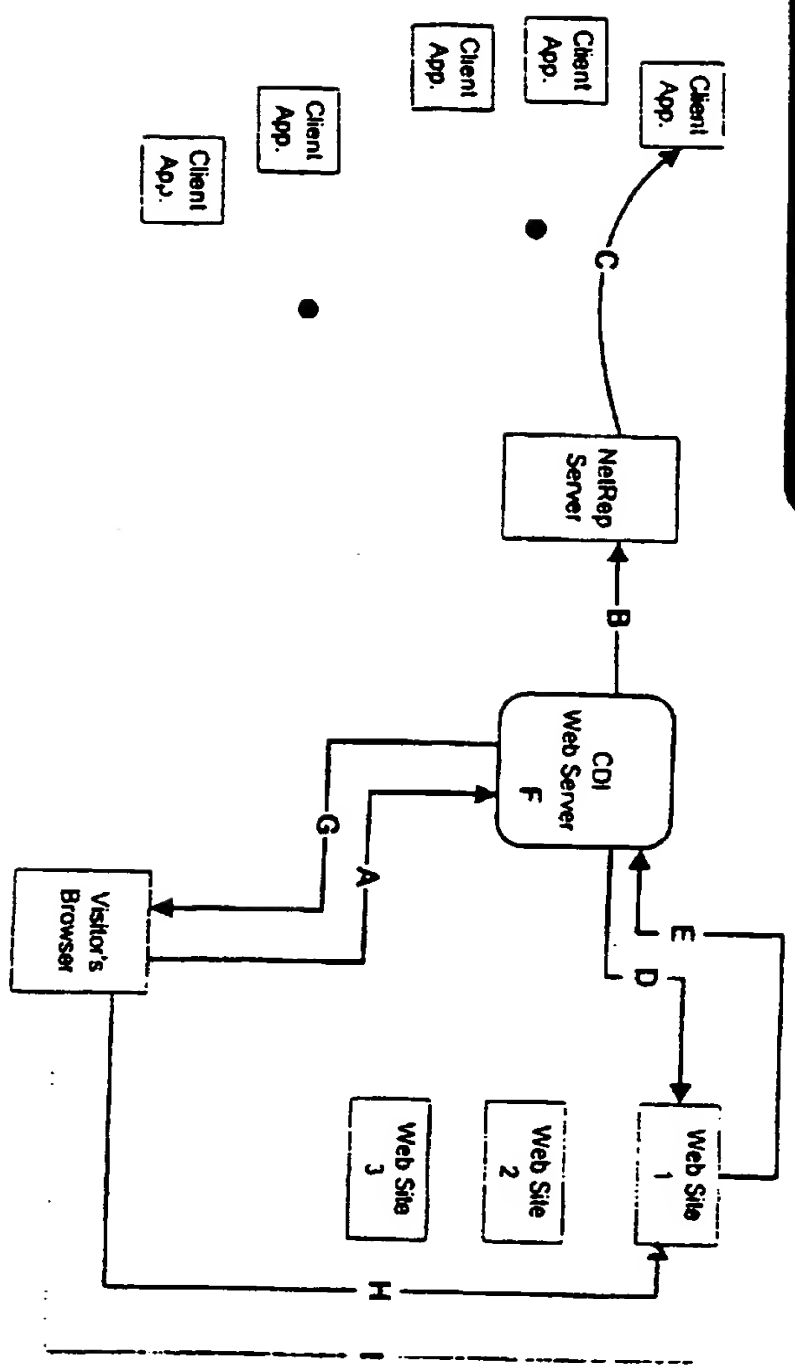 Client
App.
Client
App.
Client
App.
Client
App.
Client
App.
C
NetRep
Server
B
CDI
Web Server
F
E
D
G
A
Visitor's
Browser
Web Site
1
Web Site
2
Web Site
3
H
I